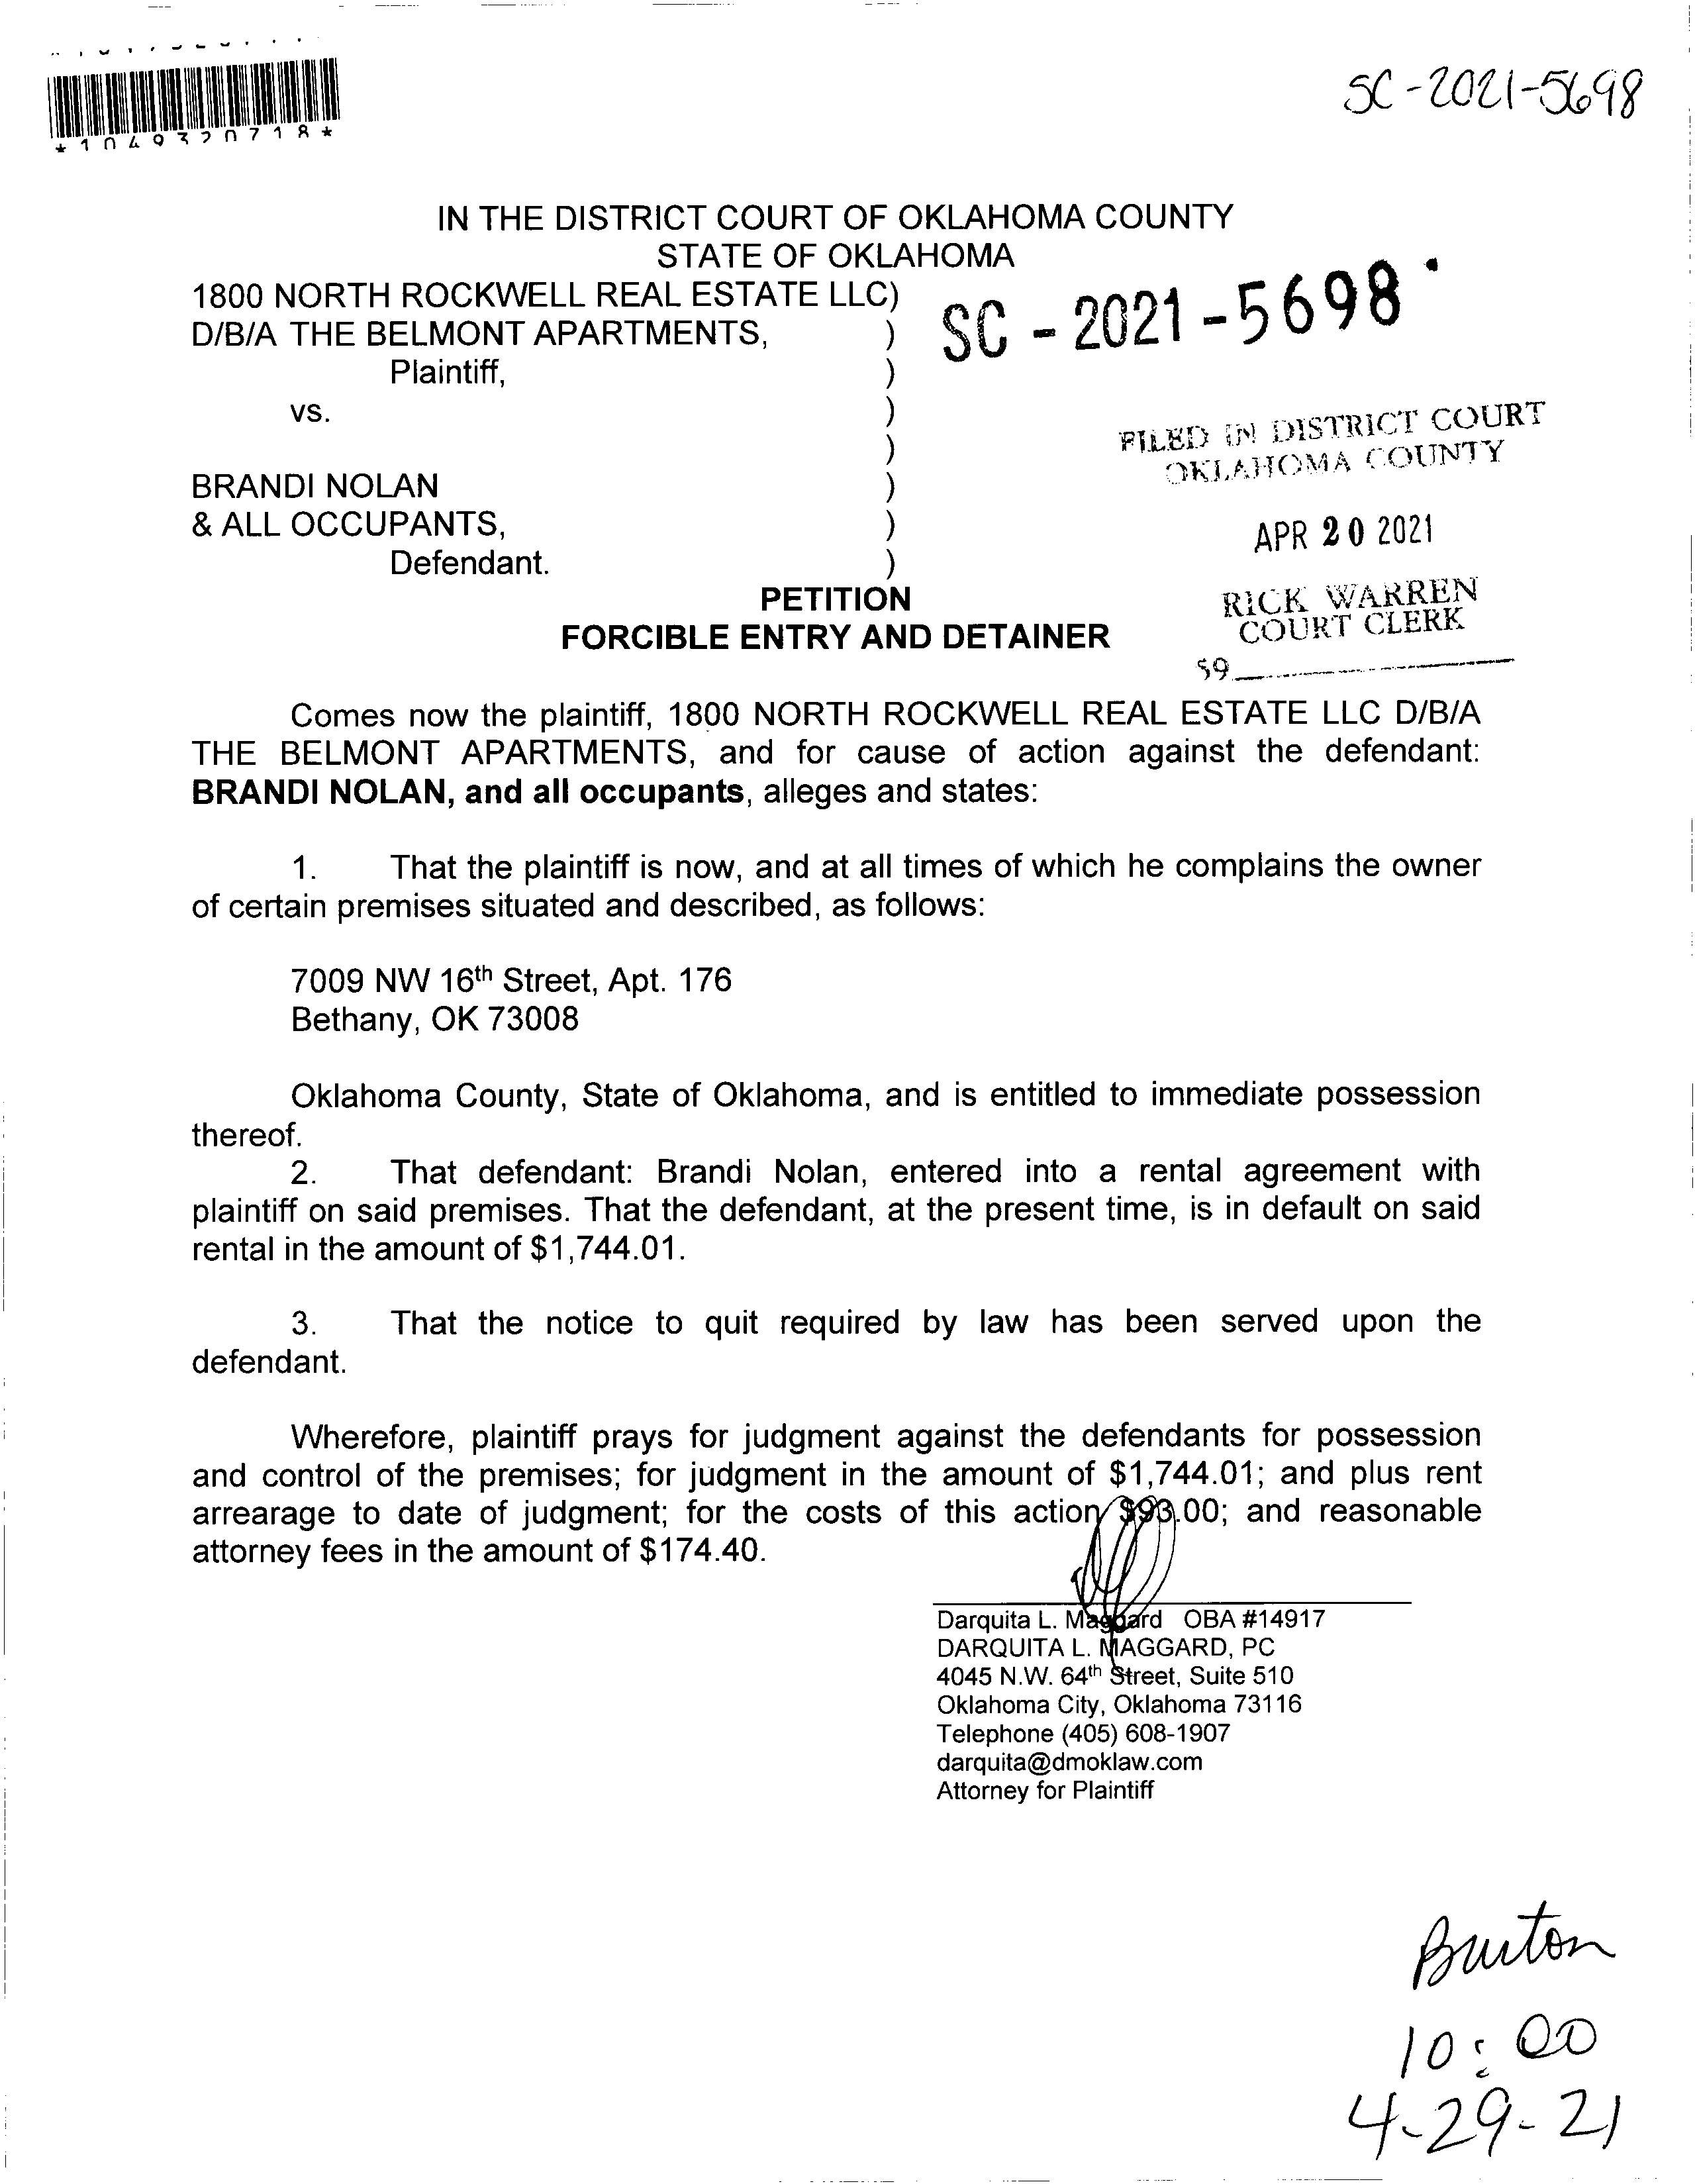 *1049320718*
SC-2021-5698
IN THE DISTRICT COURT OF OKLAHOMA COUNTY
STATE OF OKLAHOMA
1800 NORTH ROCKWELL REAL ESTATE LLC)
D/B/A THE BELMONT APARTMENTS, )
Plaintiff, )
vs. )
)
BRANDI NOLAN )
& ALL OCCUPANTS, )
Defendant. )
SC-2021-5698
FILED IN DISTRICT COURT
OKLAHOMA COUNTY
APR 20 2021
RICK WARREN
COURT CLERK
59
PETITION
FORCIBLE ENTRY AND DETAINER
Comes now the plaintiff, 1800 NORTH ROCKWELL REAL ESTATE LLC D/B/A
THE BELMONT APARTMENTS, and for cause of action against the defendant:
BRANDI NOLAN, and all occupants, alleges and states:
1. That the plaintiff is now, and at all times of which he complains the owner
of certain premises situated and described, as follows:
7009 NW 16th Street, Apt. 176
Bethany, OK 73008
Oklahoma County, State of Oklahoma, and is entitled to immediate possession
thereof.
2. That defendant: Brandi Nolan, entered into a rental agreement with
plaintiff on said premises. That the defendant, at the present time, is in default on said
rental in the amount of $1,744.01.
3. That the notice to quit required by law has been served upon the
defendant.
Wherefore, plaintiff prays for judgment against the defendants for possession
and control of the premises; for judgment in the amount of $1,744.01; and plus rent
arrearage to date of judgment; for the costs of this action $93.00; and reasonable
attorney fees in the amount of $174.40.
Darquita L. Maggard OBA #14917
DARQUITA L. MAGGARD, PC
4045 N.W. 64th Street, Suite 510
Oklahoma City, Oklahoma 73116
Telephone (405) 608-1907
darquita@dmoklaw.com
Attorney for Plaintiff
Burton
10:00
4-29-21